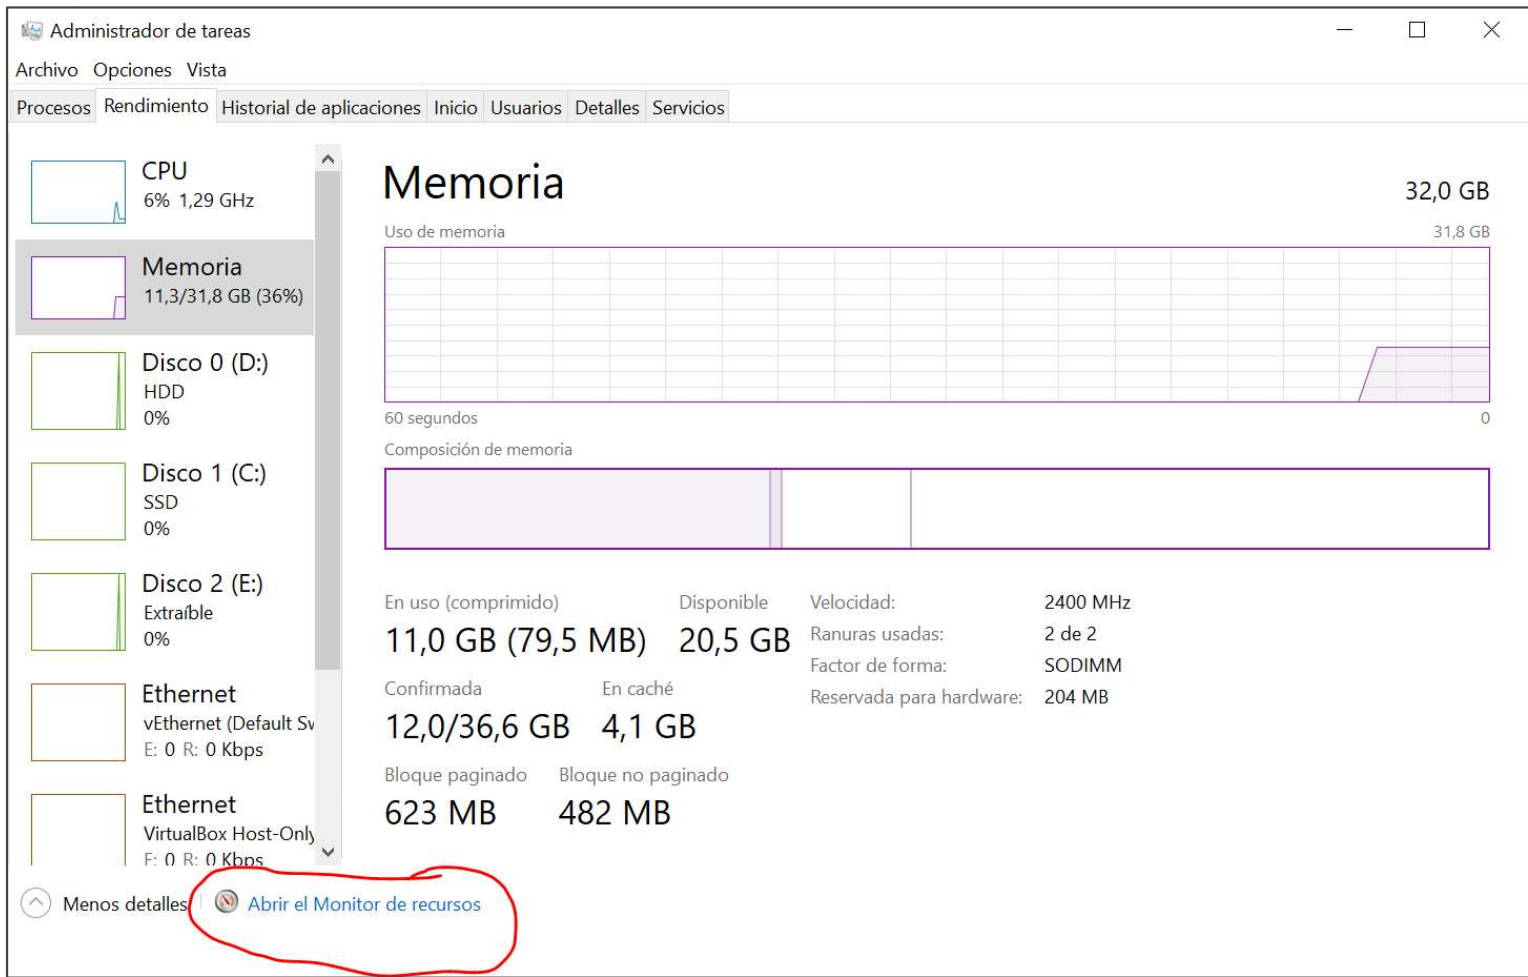 Administrador de tareas
Archivo Opciones Vista
Procesos Rendimiento Historial de aplicaciones Inicio Usuarios Detalles Servicios
CPU
6% 1,29 GHz
Memoria
11,3/31,8 GB (36%)
Disco 0 (D:)
HDD
0%
Disco 1 (C:)
SSD
0%
Disco 2 (E:)
Extraíble
0%
Ethernet
vEthernet (Default Sw
E: 0 R: 0 Kbps
Ethernet
VirtualBox Host-Only
E: 0 R: 0 Kbps
Memoria 32,0 GB
Uso de memoria 31,8 GB
60 segundos 0
Composición de memoria
En uso (comprimido) Disponible
11,0 GB (79,5 MB) 20,5 GB
Confirmada En caché
12,0/36,6 GB 4,1 GB
Bloque paginado Bloque no paginado
623 MB 482 MB
Velocidad: 2400 MHz
Ranuras usadas: 2 de 2
Factor de forma: SODIMM
Reservada para hardware: 204 MB
Menos detalles Abrir el Monitor de recursos